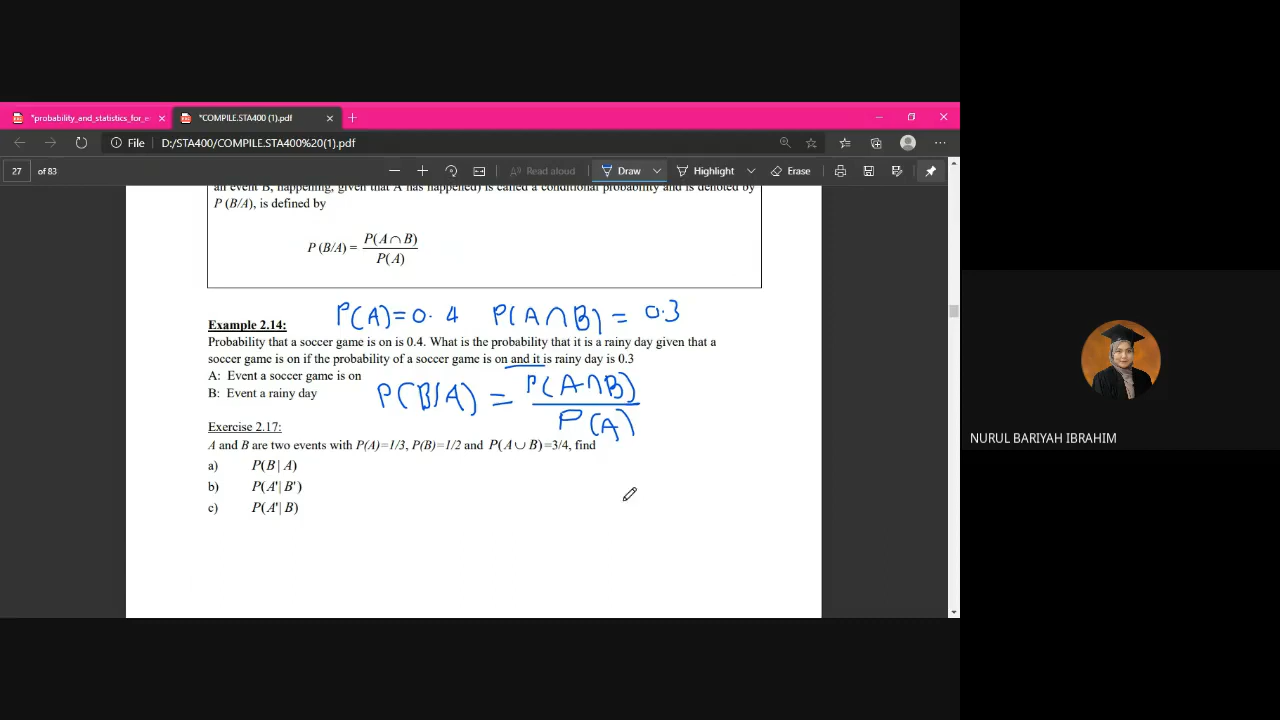 *probability_and_statistics_for_e
*COMPILE.STA400 (1).pdf
File D:/STA400/COMPILE.STA400%20(1).pdf
27 of 83 Read aloud Draw Highlight Erase
an event B, happening, given that A has happened) is called a conditional probability and is denoted by
P (B/A), is defined by
P (B/A) = P(A∩B) / P(A)
P(A)=0.4 P(A∩B) = 0.3
Example 2.14:
Probability that a soccer game is on is 0.4. What is the probability that it is a rainy day given that a
soccer game is on if the probability of a soccer game is on and it is rainy day is 0.3
A: Event a soccer game is on
B: Event a rainy day
P(B/A) = P(A∩B) / P(A)
Exercise 2.17:
A and B are two events with P(A)=1/3, P(B)=1/2 and P(A∪B)=3/4, find
a) P(B | A)
b) P(A'| B')
c) P(A'| B)
NURUL BARIYAH IBRAHIM